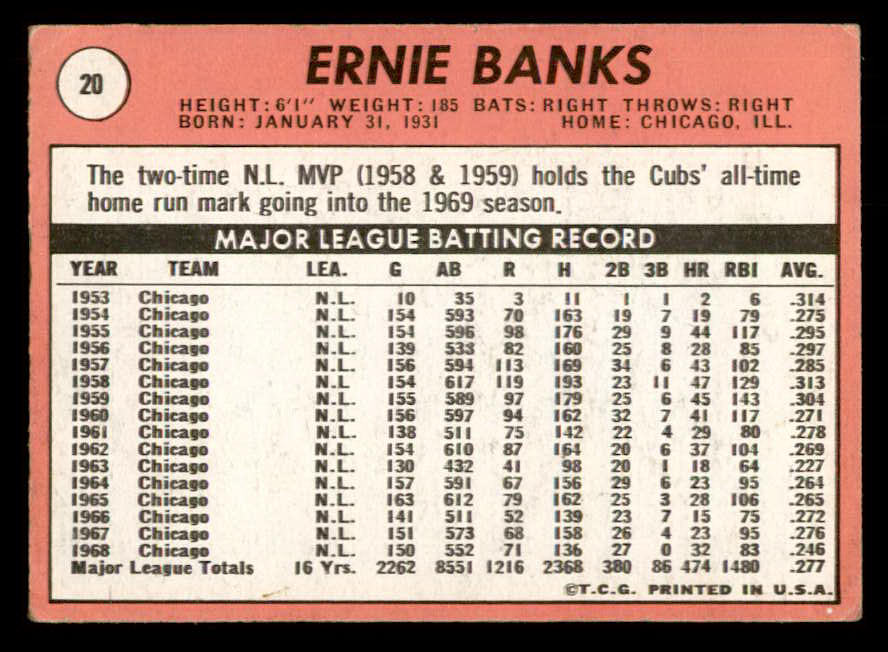 20
ERNIE BANKS
HEIGHT: 6'1" WEIGHT: 185 BATS: RIGHT THROWS: RIGHT
BORN: JANUARY 31, 1931 HOME: CHICAGO, ILL.
The two-time N.L. MVP (1958 & 1959) holds the Cubs' all-time
home run mark going into the 1969 season.
MAJOR LEAGUE BATTING RECORD
YEAR TEAM LEA. G AB R H 2B 3B HR RBI AVG.
1953 Chicago N.L. 10 35 3 11 1 1 2 6 .314
1954 Chicago N.L. 154 593 70 163 19 7 19 79 .275
1955 Chicago N.L. 154 596 98 176 29 9 44 117 .295
1956 Chicago N.L. 139 533 82 160 25 8 28 85 .297
1957 Chicago N.L. 156 594 113 169 34 6 43 102 .285
1958 Chicago N.L. 154 617 119 193 23 11 47 129 .313
1959 Chicago N.L. 155 589 97 179 25 6 45 143 .304
1960 Chicago N.L. 156 597 94 162 32 7 41 117 .271
1961 Chicago N.L. 138 511 75 142 22 4 29 80 .278
1962 Chicago N.L. 154 610 87 164 20 6 37 104 .269
1963 Chicago N.L. 130 432 41 98 20 1 18 64 .227
1964 Chicago N.L. 157 591 67 156 29 6 23 95 .264
1965 Chicago N.L. 163 612 79 162 25 3 28 106 .265
1966 Chicago N.L. 141 511 52 139 23 7 15 75 .272
1967 Chicago N.L. 151 573 68 158 26 4 23 95 .276
1968 Chicago N.L. 150 552 71 136 27 0 32 83 .246
Major League Totals 16 Yrs. 2262 8551 1216 2368 380 86 474 1480 .277
©T.C.G. PRINTED IN U.S.A.